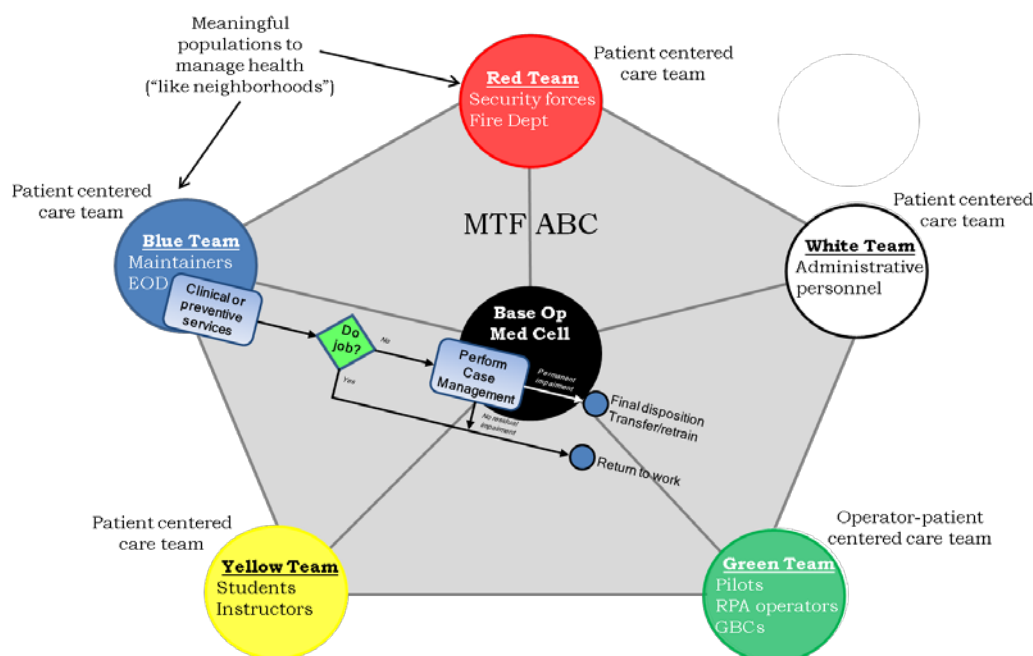 Meaningful
populations to
manage health
("like neighborhoods")
Patient centered
care team
Red Team
Security forces
Fire Dept
Patient centered
care team
Blue Team
Maintainers
EOD
Clinical or
preventive
services
MTF ABC
Patient centered
care team
White Team
Administrative
personnel
Base Op
Med Cell
Do
job?
No
Yes
Perform
Case
Management
Permanent
impairment
No residual
impairment
Final disposition
Transfer/retrain
Return to work
Patient centered
care team
Yellow Team
Students
Instructors
Operator-patient
centered care team
Green Team
Pilots
RPA operators
GBCs